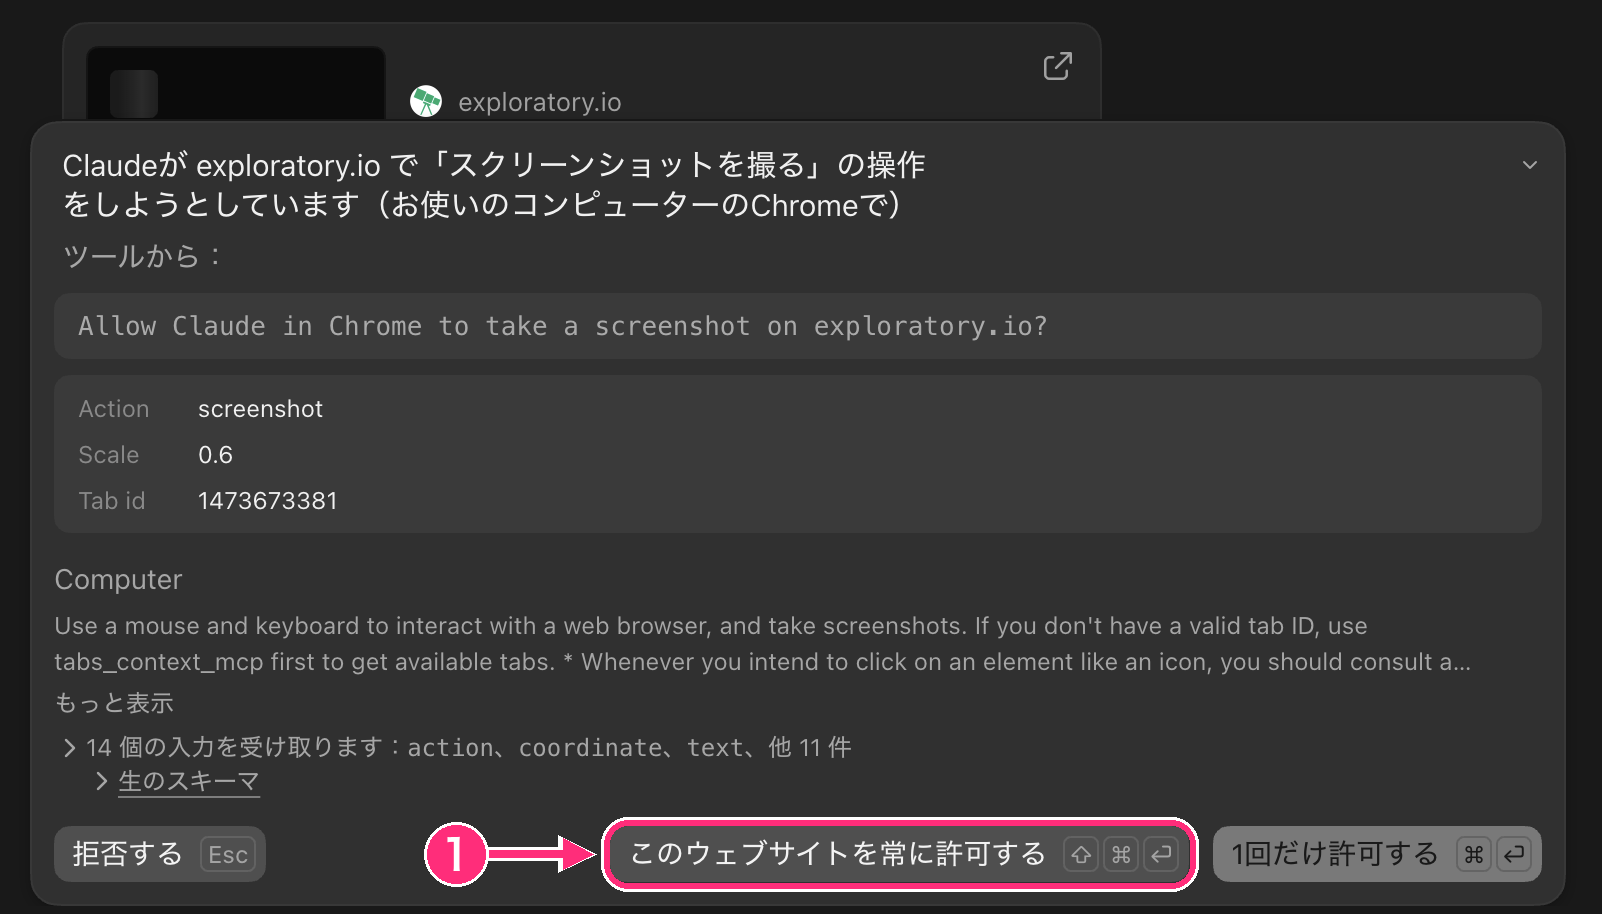 exploratory.io
Claudeが exploratory.io で「スクリーンショットを撮る」の操作
をしようとしています（お使いのコンピューターのChromeで）
ツールから：
Allow Claude in Chrome to take a screenshot on exploratory.io?
Action screenshot
Scale 0.6
Tab id 1473673381
Computer
Use a mouse and keyboard to interact with a web browser, and take screenshots. If you don't have a valid tab ID, use
tabs_context_mcp first to get available tabs. * Whenever you intend to click on an element like an icon, you should consult a...
もっと表示
14 個の入力を受け取ります：action、coordinate、text、他 11 件
生のスキーマ
拒否する Esc 1 このウェブサイトを常に許可する ⇧ ⌘ ↵ 1回だけ許可する ⌘ ↵